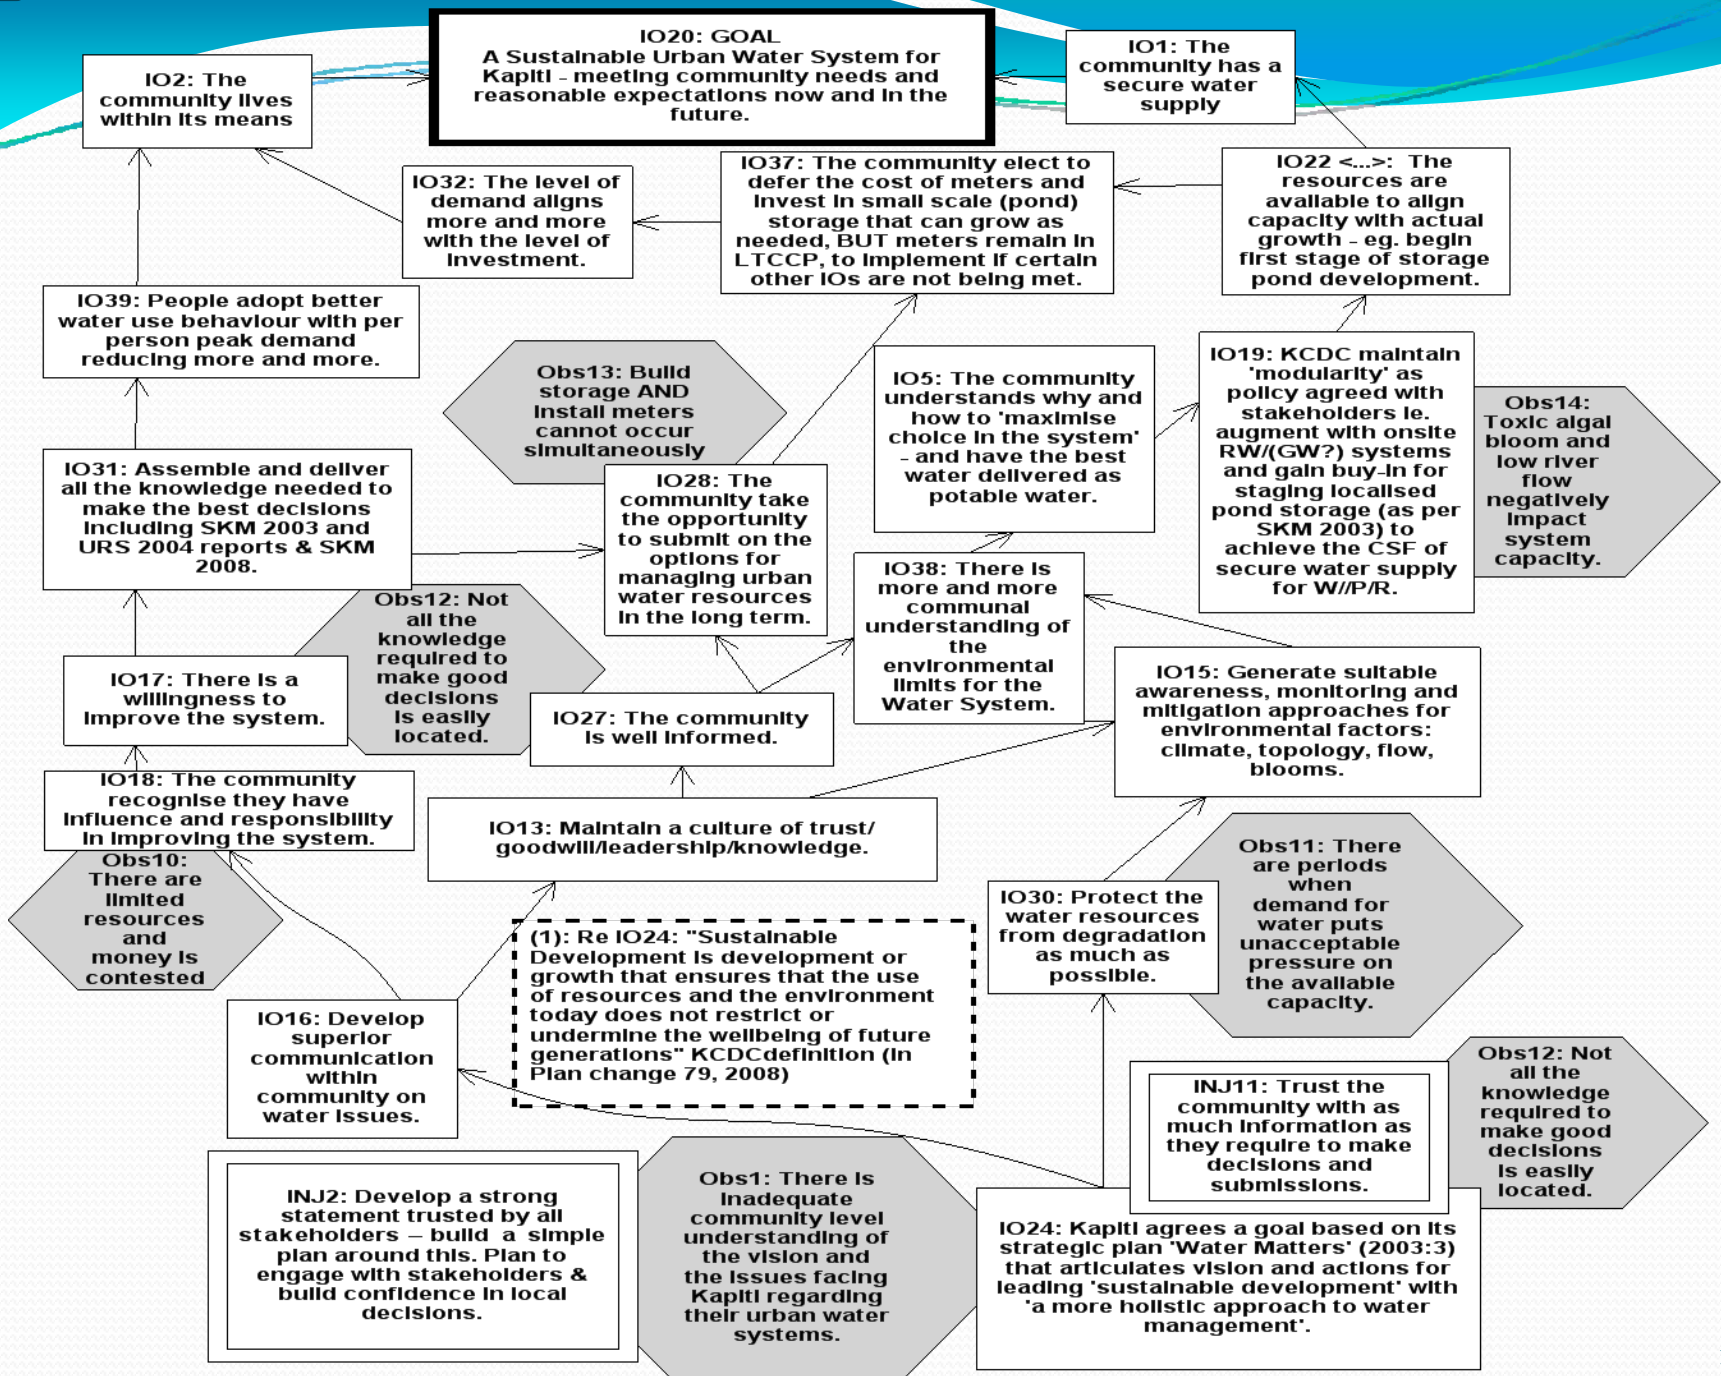 IO20: GOAL
A Sustainable Urban Water System for
Kapiti - meeting community needs and
reasonable expectations now and in the
future.
IO1: The
community has a
secure water
supply
IO2: The
community lives
within its means
IO32: The level of
demand aligns
more and more
with the level of
investment.
IO37: The community elect to
defer the cost of meters and
invest in small scale (pond)
storage that can grow as
needed, BUT meters remain in
LTCCP, to implement if certain
other IOs are not being met.
IO22 <...>: The
resources are
available to align
capacity with actual
growth - eg. begin
first stage of storage
pond development.
IO39: People adopt better
water use behaviour with per
person peak demand
reducing more and more.
Obs13: Build
storage AND
install meters
cannot occur
simultaneously
IO5: The community
understands why and
how to 'maximise
choice in the system'
- and have the best
water delivered as
potable water.
IO19: KCDC maintain
'modularity' as
policy agreed with
stakeholders ie.
augment with onsite
RW/(GW?) systems
and gain buy-in for
staging localised
pond storage (as per
SKM 2003) to
achieve the CSF of
secure water supply
for W//P/R.
Obs14:
Toxic algal
bloom and
low river
flow
negatively
impact
system
capacity.
IO31: Assemble and deliver
all the knowledge needed to
make the best decisions
including SKM 2003 and
URS 2004 reports & SKM
2008.
IO28: The
community take
the opportunity
to submit on the
options for
managing urban
water resources
in the long term.
IO38: There is
more and more
communal
understanding of
the
environmental
limits for the
Water System.
Obs12: Not
all the
knowledge
required to
make good
decisions
is easily
located.
IO17: There is a
willingness to
improve the system.
IO27: The community
is well informed.
IO15: Generate suitable
awareness, monitoring and
mitigation approaches for
environmental factors:
climate, topology, flow,
blooms.
IO18: The community
recognise they have
influence and responsibility
in improving the system.
IO13: Maintain a culture of trust/
goodwill/leadership/knowledge.
Obs10:
There are
limited
resources
and
money is
contested
IO30: Protect the
water resources
from degradation
as much as
possible.
Obs11: There
are periods
when
demand for
water puts
unacceptable
pressure on
the available
capacity.
(1): Re IO24: "Sustainable
Development is development or
growth that ensures that the use
of resources and the environment
today does not restrict or
undermine the wellbeing of future
generations" KCDCdefinition (in
Plan change 79, 2008)
IO16: Develop
superior
communication
within
community on
water issues.
INJ11: Trust the
community with as
much information as
they require to make
decisions and
submissions.
Obs12: Not
all the
knowledge
required to
make good
decisions
is easily
located.
INJ2: Develop a strong
statement trusted by all
stakeholders – build a simple
plan around this. Plan to
engage with stakeholders &
build confidence in local
decisions.
Obs1: There is
inadequate
community level
understanding of
the vision and
the issues facing
Kapiti regarding
their urban water
systems.
IO24: Kapiti agrees a goal based on its
strategic plan 'Water Matters' (2003:3)
that articulates vision and actions for
leading 'sustainable development' with
'a more holistic approach to water
management'.